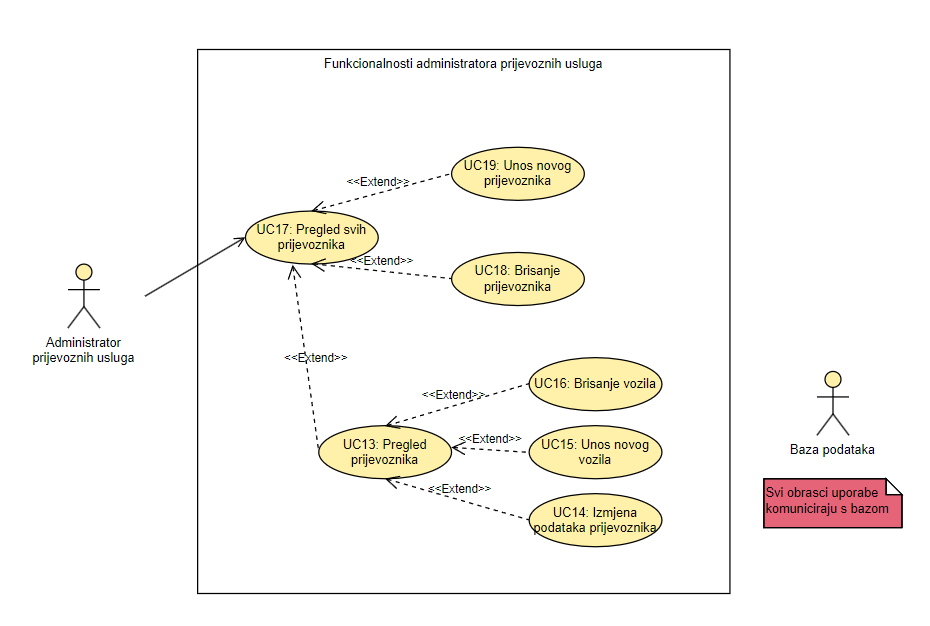 Funkcionalnosti administratora prijevoznih usluga
UC19: Unos novog
prijevoznika
<<Extend>>
UC17: Pregled svih
prijevoznika
<<Extend>>
UC18: Brisanje
prijevoznika
Administrator
prijevoznih usluga
<<Extend>>
UC16: Brisanje vozila
<<Extend>>
UC13: Pregled
prijevoznika
<<Extend>>
UC15: Unos novog
vozila
<<Extend>>
UC14: Izmjena
podataka prijevoznika
Baza podataka
Svi obrasci uporabe
komuniciraju s bazom